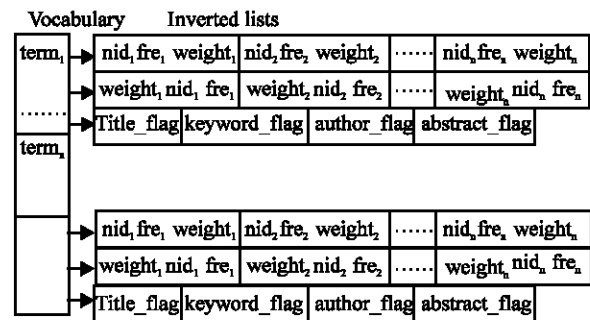 Vocabulary Inverted lists
term₁ nid₁ fre₁ weight₁ nid₂ fre₂ weight₂ ...... nidₙ freₙ weightₙ
weight₁ nid₁ fre₁ weight₂ nid₂ fre₂ ...... weightₙ nidₙ freₙ
...... Title_flag keyword_flag author_flag abstract_flag
termₙ
nid₁ fre₁ weight₁ nid₂ fre₂ weight₂ ...... nidₙ freₙ weightₙ
weight₁ nid₁ fre₁ weight₂ nid₂ fre₂ ...... weightₙ nidₙ freₙ
Title_flag keyword_flag author_flag abstract_flag